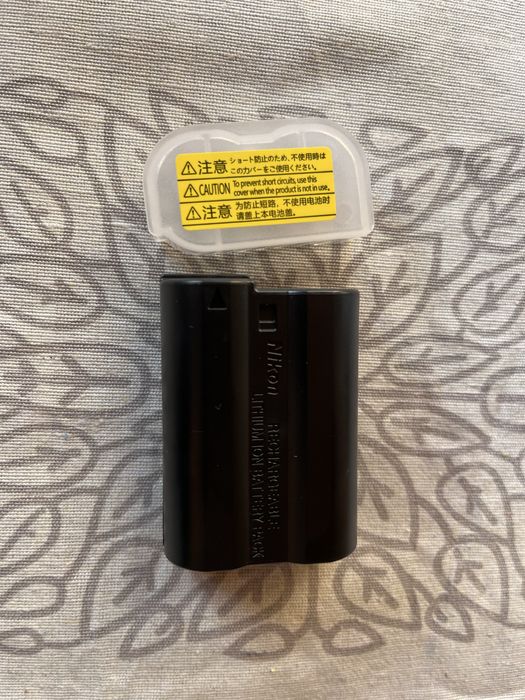 注意 ショート防止のため、不使用時は
このカバーをご使用ください。
CAUTION To prevent short circuits, use this
cover when the product is not in use.
注意 为防止短路，不使用电池时
请盖上本电池盖。
Nikon RECHARGEABLE
LITHIUM ION BATTERY PACK